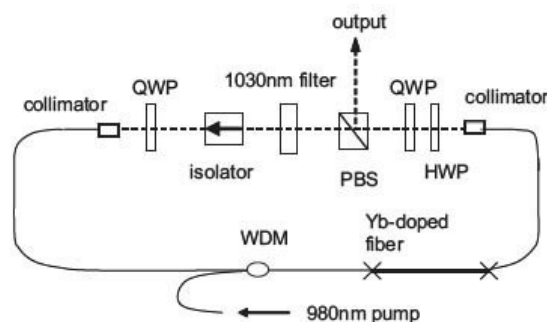 output
QWP
1030nm filter
QWP
collimator
collimator
isolator
PBS
HWP
Yb-doped
fiber
WDM
980nm pump